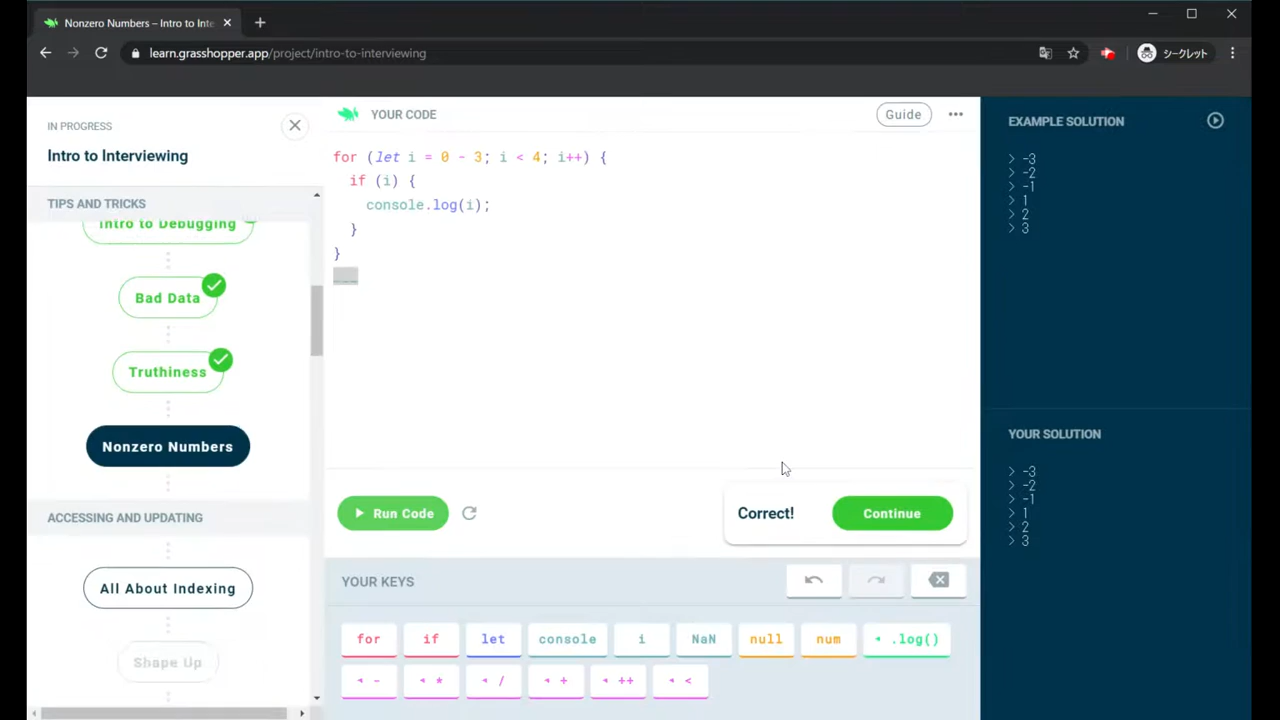 Nonzero Numbers – Intro to Inte
learn.grasshopper.app/project/intro-to-interviewing
シークレット
IN PROGRESS
Intro to Interviewing
TIPS AND TRICKS
Intro to Debugging
Bad Data
Truthiness
Nonzero Numbers
ACCESSING AND UPDATING
All About Indexing
Shape Up
YOUR CODE
Guide
for (let i = 0 - 3; i < 4; i++) {
if (i) {
console.log(i);
}
}
Run Code
Correct!
Continue
YOUR KEYS
for
if
let
console
i
NaN
null
num
.log()
-
*
/
+
++
<
EXAMPLE SOLUTION
> -3
> -2
> -1
> 1
> 2
> 3
YOUR SOLUTION
> -3
> -2
> -1
> 1
> 2
> 3